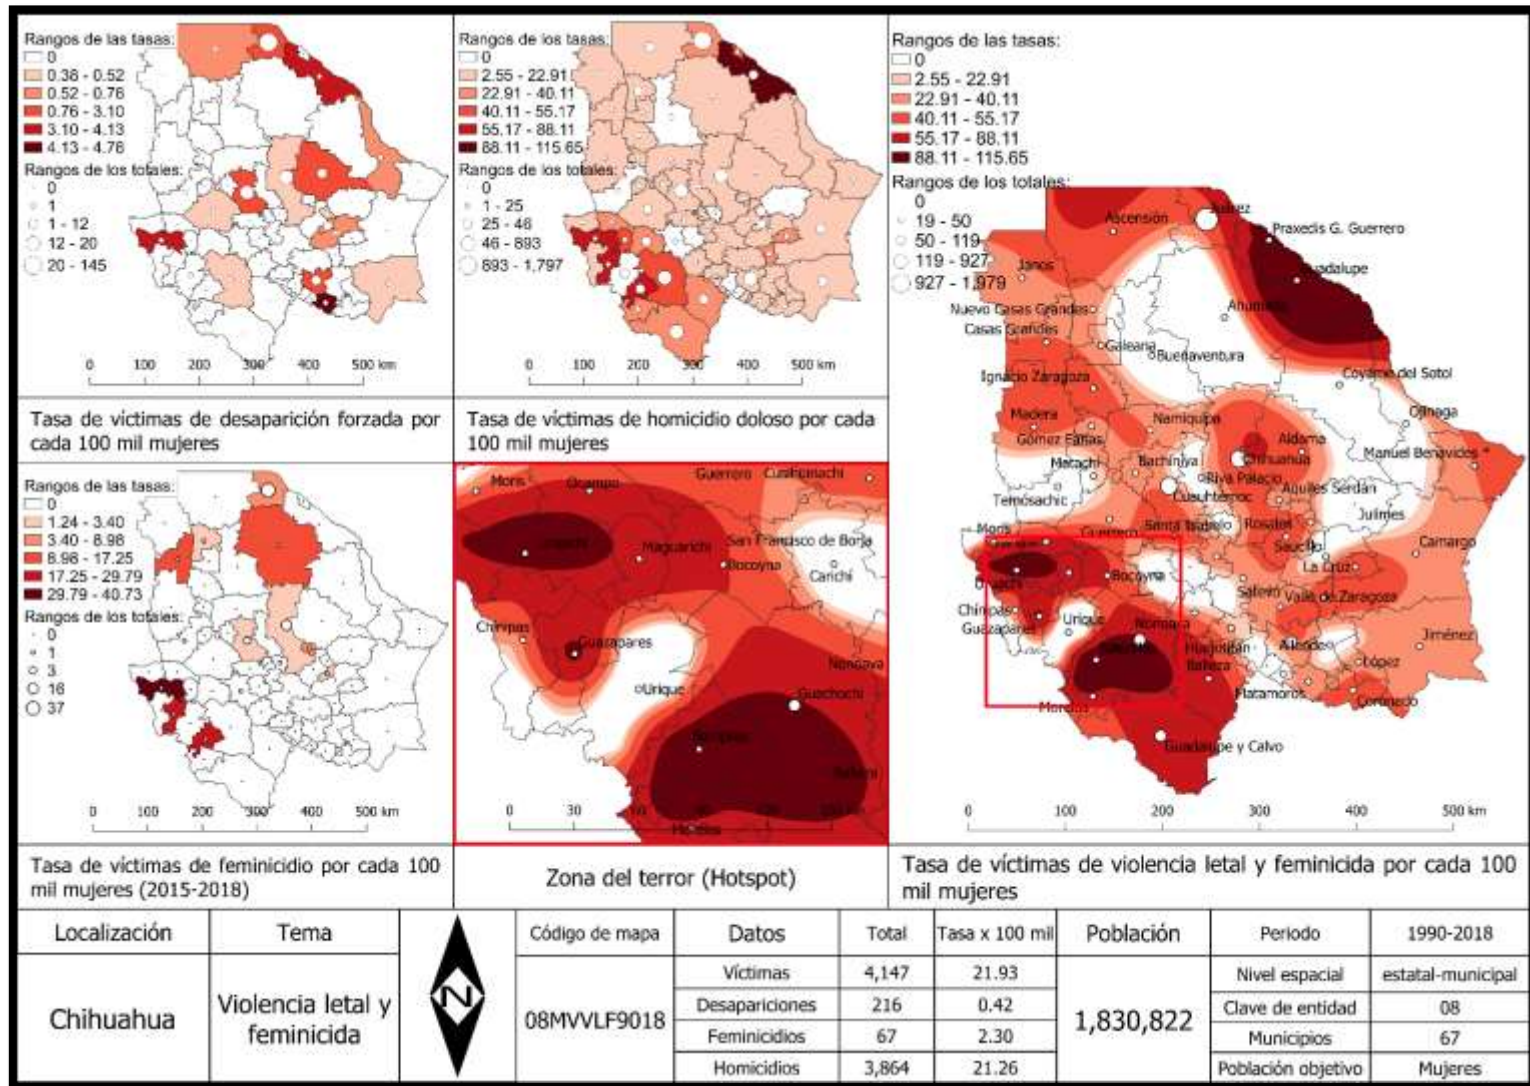 Rangos de las tasas:
0
0.38 - 0.52
0.52 - 0.76
0.76 - 3.10
3.10 - 4.13
4.13 - 4.76
Rangos de los totales:
0
1
1 - 12
12 - 20
20 - 145
0 100 200 300 400 500 km
Tasa de víctimas de desaparición forzada por
cada 100 mil mujeres
Rangos de los tasas:
0
2.55 - 22.91
22.91 - 40.11
40.11 - 55.17
55.17 - 88.11
88.11 - 115.65
Rangos de los totales:
0
1 - 25
25 - 46
46 - 893
893 - 1,797
0 100 200 300 400 500 km
Tasa de víctimas de homicidio doloso por cada
100 mil mujeres
Rangos de las tasas:
0
2.55 - 22.91
22.91 - 40.11
40.11 - 55.17
55.17 - 88.11
88.11 - 115.65
Rangos de los totales:
0
19 - 50
50 - 119
119 - 927
927 - 1,979
Ascensión
Juárez
Praxedis G. Guerrero
Guadalupe
Janos
Ahumada
Nuevo Casas Grandes
Casas Grandes
Galeana
Buenaventura
Coyame del Sotol
Ignacio Zaragoza
Ojinaga
Madera
Namiquipa
Gómez Farías
Aldama
Manuel Benavides
Matachí
Bachíniva
Chihuahua
Riva Palacio
Temósachic
Cuauhtémoc
Aquiles Serdán
Julimes
Guerrero
Santa Isabel
Rosales
Moris
Saucillo
Camargo
La Cruz
Uruachi
Bocoyna
Satevó
Valle de Zaragoza
Chínipas
Guazapares
Urique
Nonoava
Huejotitán
Allende
Jiménez
Balleza
López
Matamoros
Coronado
Morelos
Guadalupe y Calvo
0 100 200 300 400 500 km
Tasa de víctimas de violencia letal y feminicida por cada 100
mil mujeres
Rangos de las tasas:
0
1.24 - 3.40
3.40 - 8.98
8.98 - 17.25
17.25 - 29.79
29.79 - 40.73
Rangos de los totales:
0
1
3
16
37
0 100 200 300 400 500 km
Tasa de víctimas de feminicidio por cada 100
mil mujeres (2015-2018)
Moris
Ocampo
Guerrero
Cusihuiriachi
Maguarichi
San Francisco de Borja
Bocoyna
Carichi
Chínipas
Guazapares
Nonoava
Urique
Guachochi
Batopilas
0 30
Morelos
Zona del terror (Hotspot)
Localización
Chihuahua
Tema
Violencia letal y
feminicida
N
Código de mapa
08MVVLF9018
Datos Total Tasa x 100 mil
Víctimas 4,147 21.93
Desapariciones 216 0.42
Feminicidios 67 2.30
Homicidios 3,864 21.26
Población
1,830,822
Periodo 1990-2018
Nivel espacial estatal-municipal
Clave de entidad 08
Municipios 67
Población objetivo Mujeres